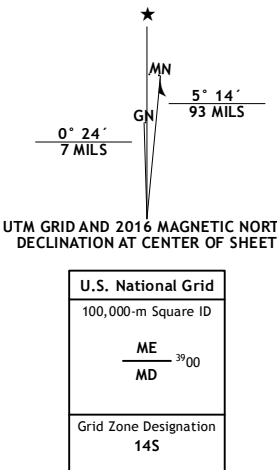 MN
GN
5° 14´
93 MILS
0° 24´
7 MILS
UTM GRID AND 2016 MAGNETIC NORT
DECLINATION AT CENTER OF SHEET
U.S. National Grid
100,000-m Square ID
ME
3900
MD
Grid Zone Designation
14S